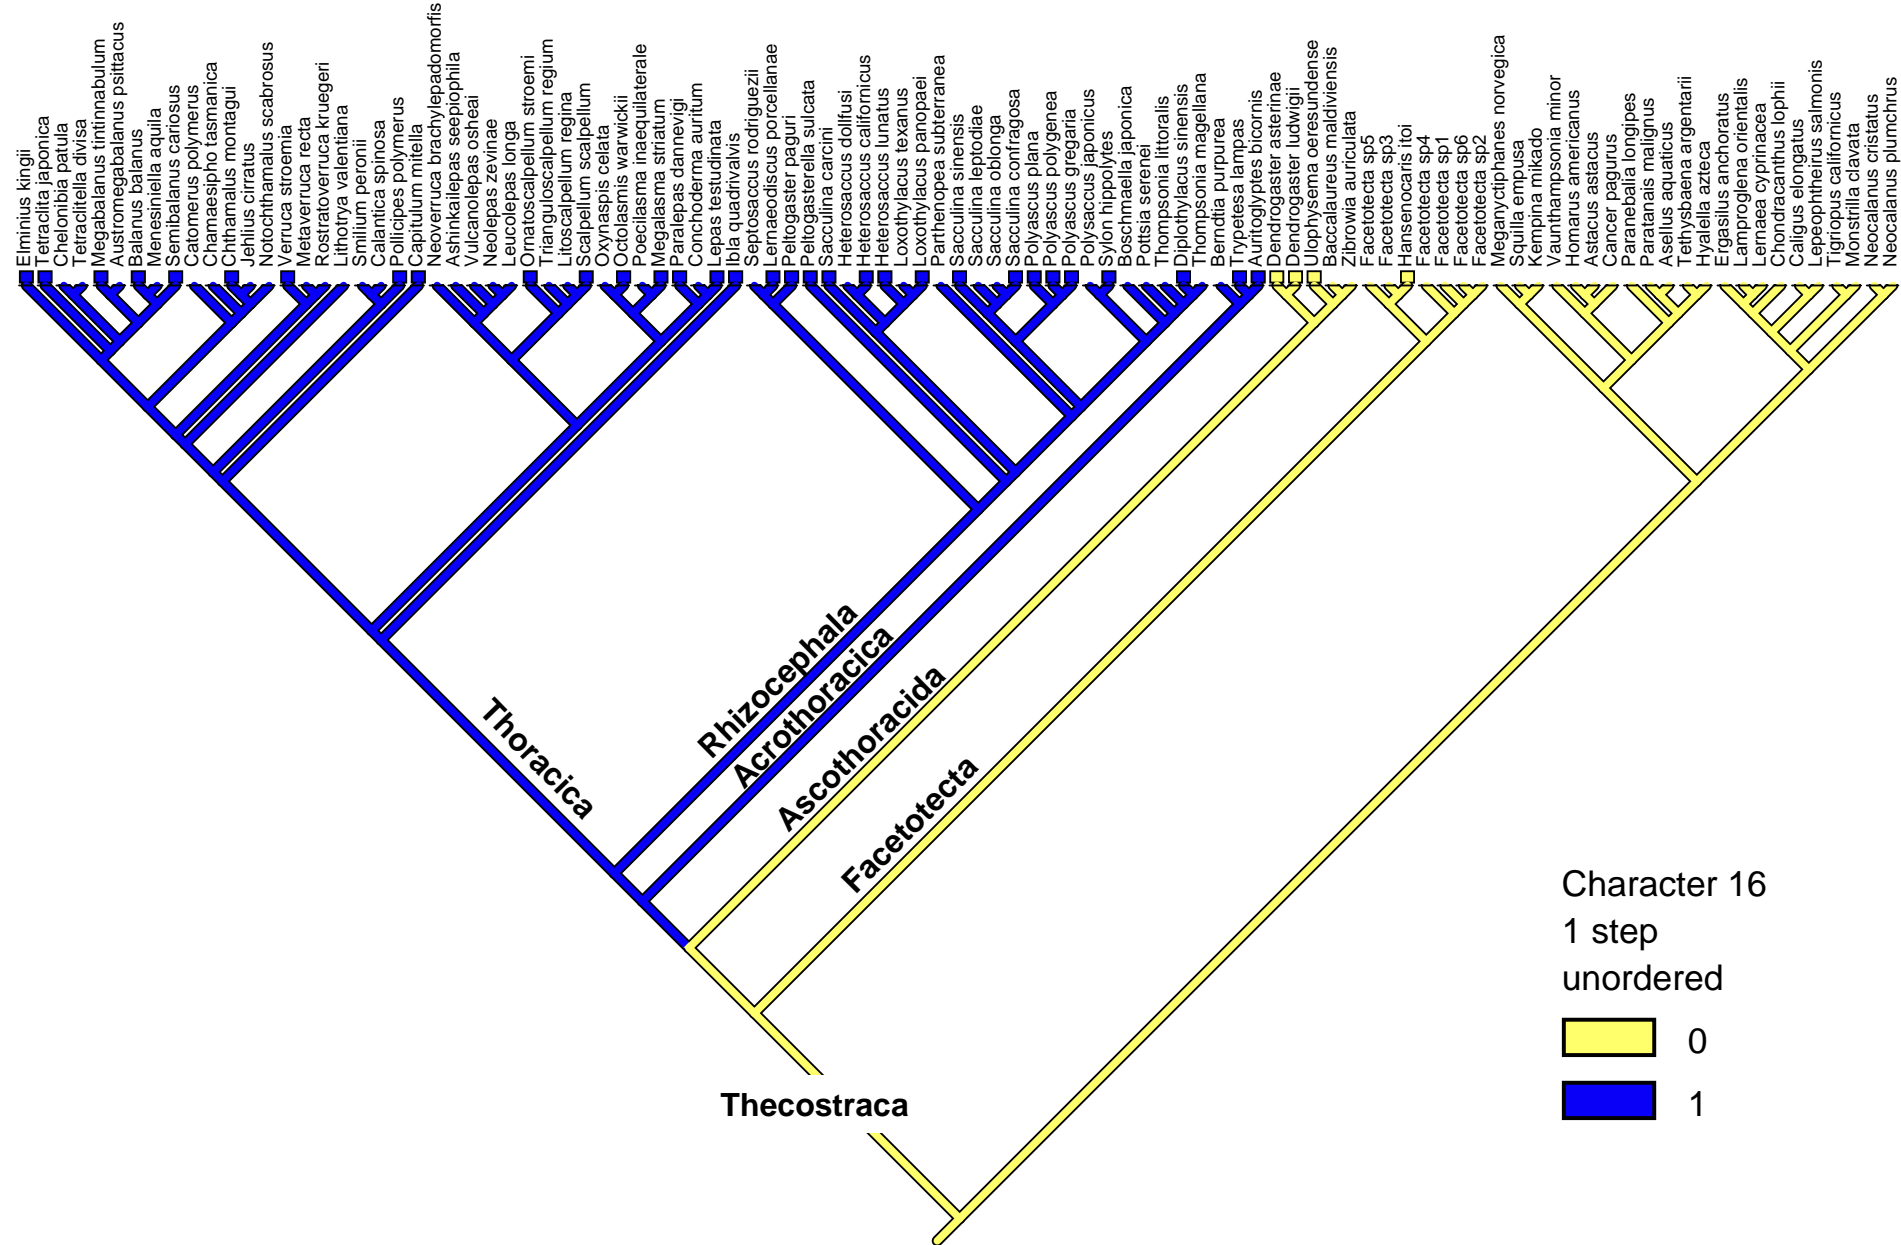 Elminius kingii
Tetraclita japonica
Chelonibia patula
Tetraclitella divisa
Megabalanus tintinnabulum
Austromegabalanus psittacus
Balanus balanus
Menesiniella aquila
Semibalanus cariosus
Catomerus polymerus
Chamaesipho tasmanica
Chthamalus montagui
Jehlius cirratus
Notochthamalus scabrosus
Verruca stroemia
Metaverruca recta
Rostratoverruca kruegeri
Lithotrya valentiana
Smilium peronii
Calantica spinosa
Pollicipes polymerus
Capitulum mitella
Neoverruca brachylepadomorfis
Ashinkailepas seepiophila
Vulcanolepas osheai
Neolepas zevinae
Leucolepas longa
Ornatoscalpellum stroemi
Trianguloscalpellum regium
Litoscalpellum regina
Scalpellum scalpellum
Oxynaspis celata
Octolasmis warwickii
Poecilasma inaequilaterale
Megalasma striatum
Paralepas dannevigi
Conchoderma auritum
Lepas testudinata
Ibla quadrivalvis
Septosaccus rodriguezii
Lernaeodiscus porcellanae
Peltogaster paguri
Peltogasterella sulcata
Sacculina carcini
Heterosaccus dollfusi
Heterosaccus californicus
Heterosaccus lunatus
Loxothylacus texanus
Loxothylacus panopaei
Parthenopea subterranea
Sacculina sinensis
Sacculina leptodiae
Sacculina oblonga
Sacculina confragosa
Polyascus plana
Polyascus polygenea
Polyascus gregaria
Polysaccus japonicus
Sylon hippolytes
Boschmaella japonica
Pottsia serenei
Thompsonia littoralis
Diplothylacus sinensis
Thompsonia magellana
Berndtia purpurea
Trypetesa lampas
Auritoglyptes bicornis
Dendrogaster asterinae
Dendrogaster ludwigii
Ulophysema oeresundense
Baccalaureus maldiviensis
Zibrowia auriculata
Facetotecta sp5
Facetotecta sp3
Hansenocaris itoi
Facetotecta sp4
Facetotecta sp1
Facetotecta sp6
Facetotecta sp2
Meganyctiphanes norvegica
Squilla empusa
Kempina mikado
Vaunthampsonia minor
Homarus americanus
Astacus astacus
Cancer pagurus
Paranebalia longipes
Paratanais malignus
Asellus aquaticus
Tethysbaena argentarii
Hyalella azteca
Ergasilus anchoratus
Lamproglena orientalis
Lernaea cyprinacea
Chondracanthus lophii
Caligus elongatus
Lepeophtheirus salmonis
Tigriopus californicus
Monstrilla clavata
Neocalanus cristatus
Neocalanus plumchrus
Thoracica
Rhizocephala
Acrothoracica
Ascothoracida
Facetotecta
Thecostraca
Character 16
1 step
unordered
0
1